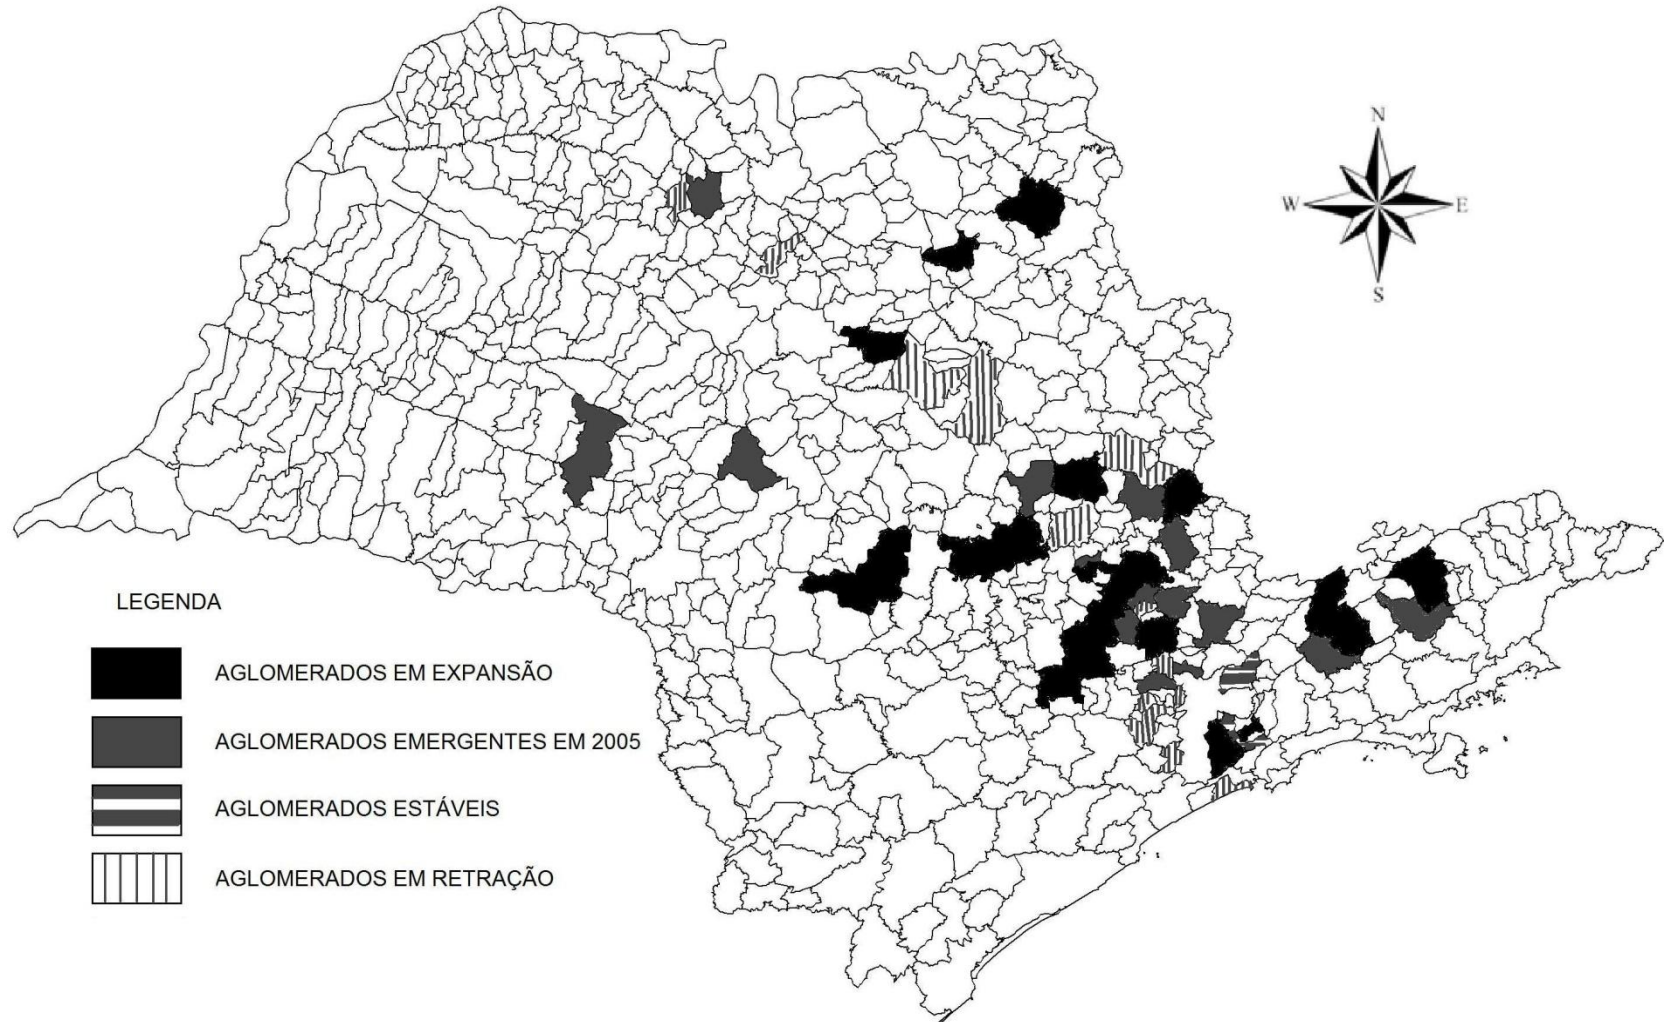 N
W
E
S
LEGENDA
AGLOMERADOS EM EXPANSÃO
AGLOMERADOS EMERGENTES EM 2005
AGLOMERADOS ESTÁVEIS
AGLOMERADOS EM RETRAÇÃO